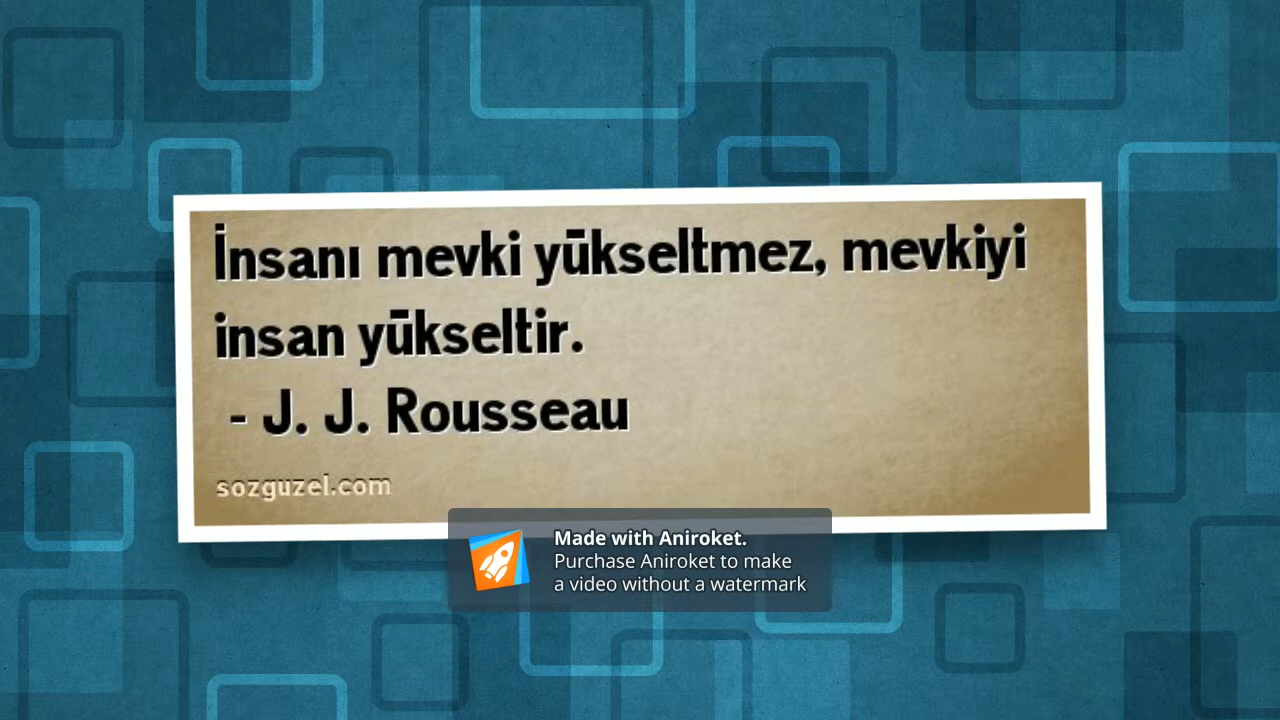 İnsanı mevki yükseltmez, mevkiyi
insan yükseltir.
- J. J. Rousseau
sozguzel.com
Made with Aniroket.
Purchase Aniroket to make
a video without a watermark